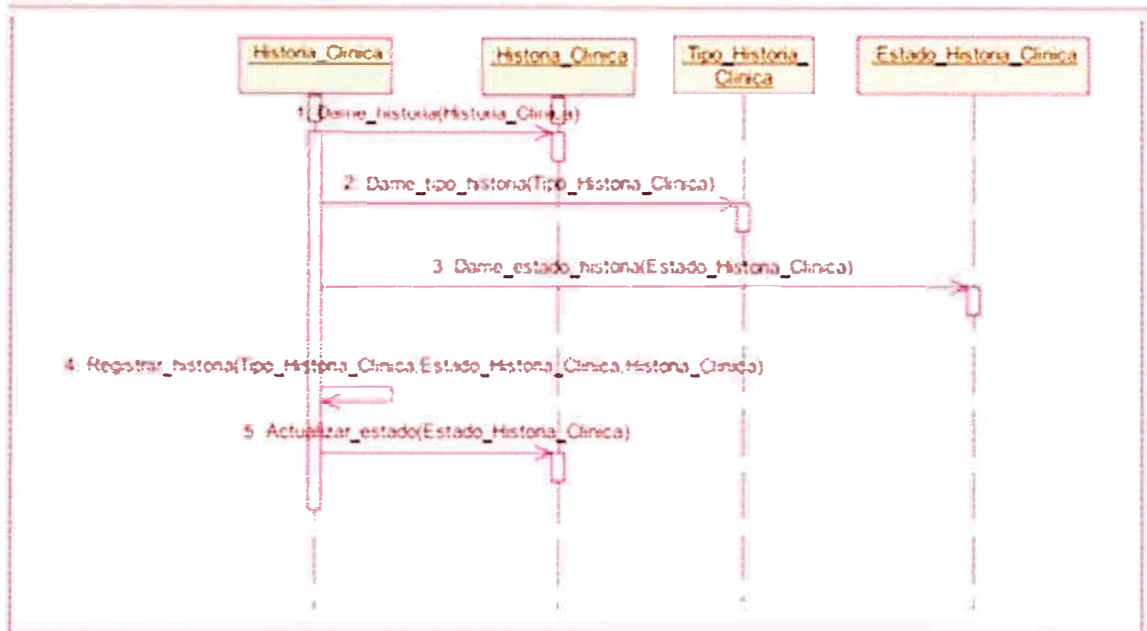 Historia_Clinica
Historia_Clinica
Tipo_Historia_
Clinica
Estado_Historia_Clinica
1: Dame_historia(Historia_Clinica)
2: Dame_tipo_historia(Tipo_Historia_Clinica)
3: Dame_estado_historia(Estado_Historia_Clinica)
4: Registrar_historia(Tipo_Historia_Clinica,Estado_Historia_Clinica,Historia_Clinica)
5: Actualizar_estado(Estado_Historia_Clinica)